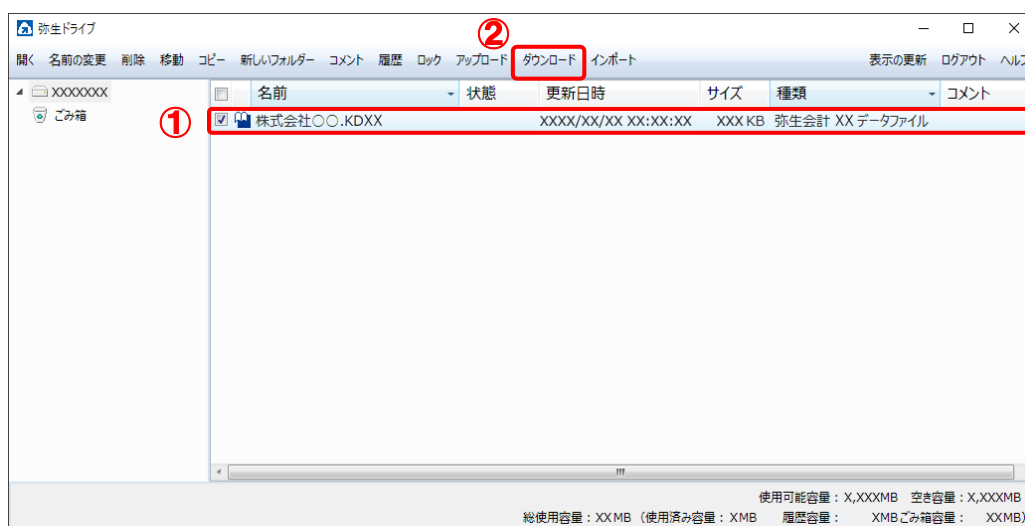 弥生ドライブ
②
開く 名前の変更 削除 移動 コピー 新しいフォルダー コメント 履歴 ロック アップロード ダウンロード インポート 表示の更新 ログアウト ヘルプ
XXXXXXX 名前 状態 更新日時 サイズ 種類 コメント
ごみ箱
① 株式会社○○.KDXX XXXX/XX/XX XX:XX:XX XXX KB 弥生会計 XX データファイル
使用可能容量：X,XXXMB 空き容量：X,XXXMB
総使用容量：XXMB（使用済み容量：XMB 履歴容量： XMBごみ箱容量： XXMB）